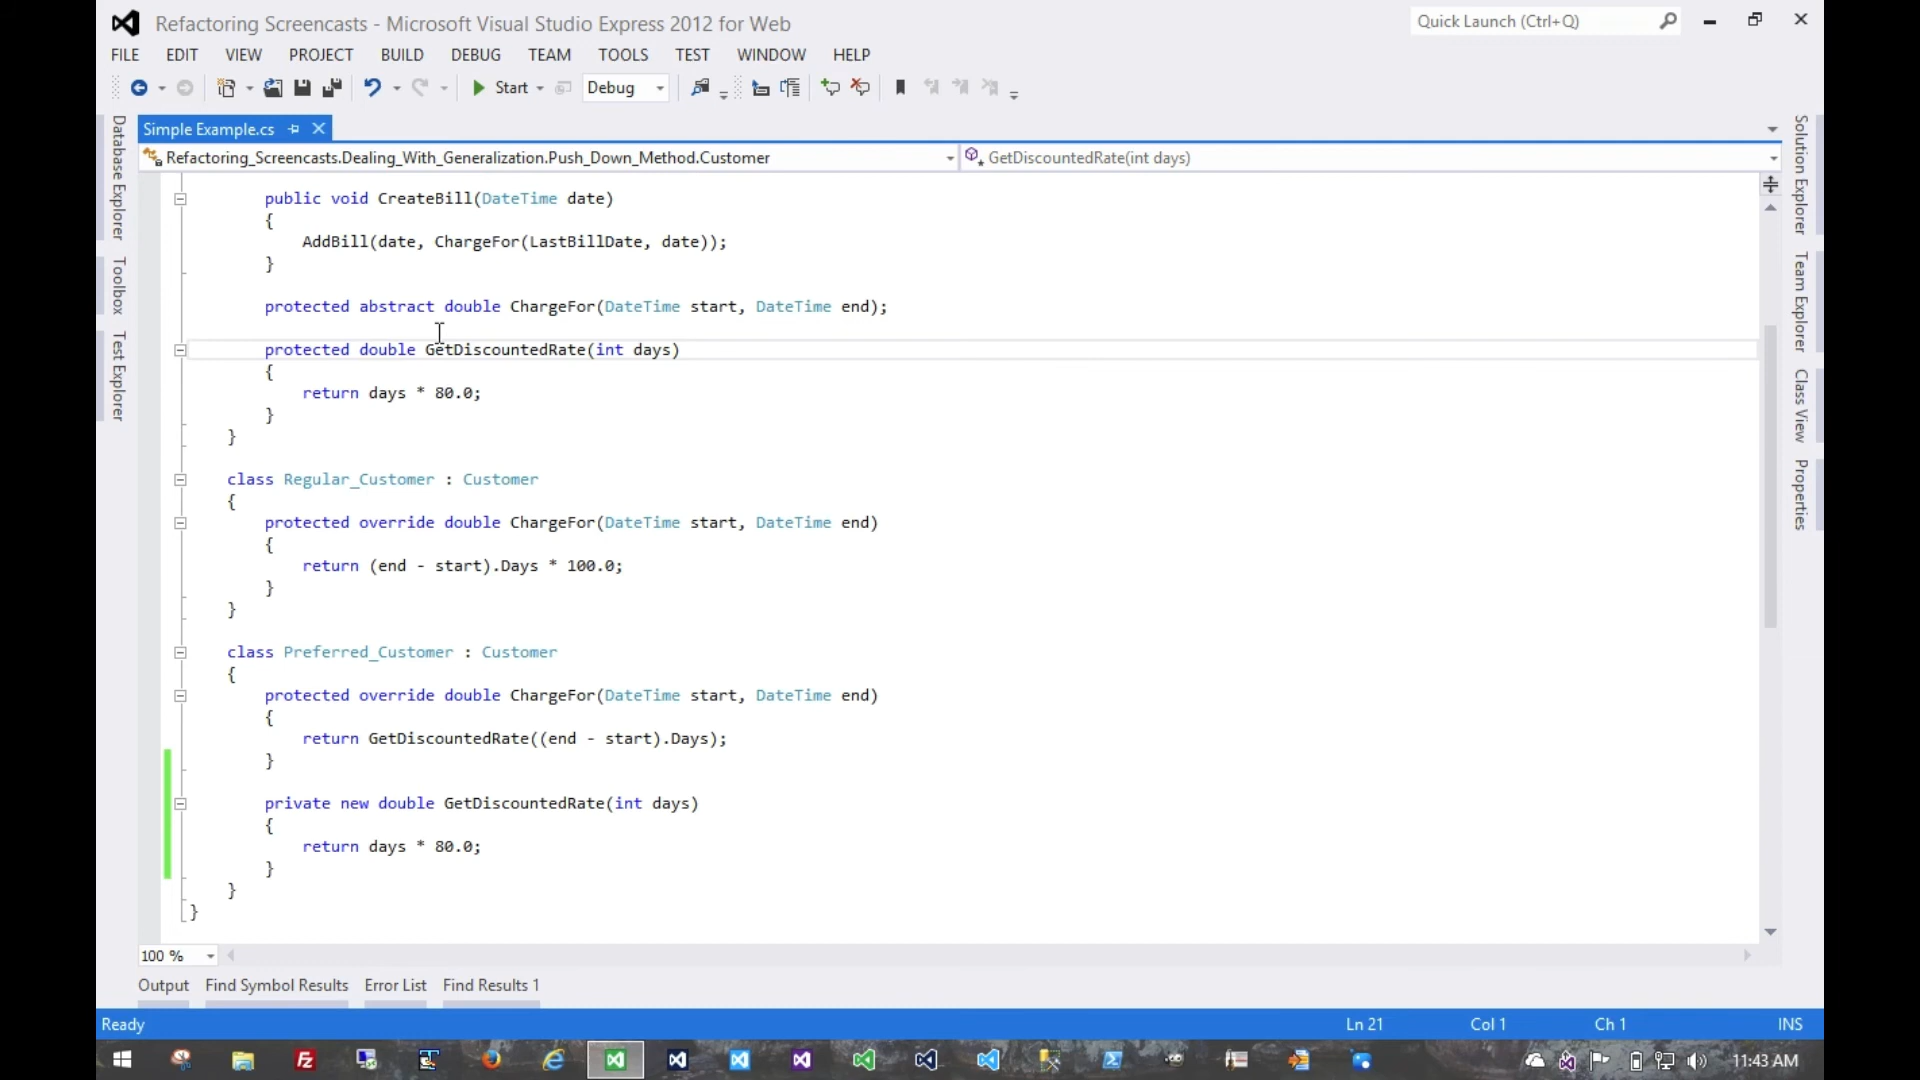 Refactoring Screencasts - Microsoft Visual Studio Express 2012 for Web
Quick Launch (Ctrl+Q)
FILE EDIT VIEW PROJECT BUILD DEBUG TEAM TOOLS TEST WINDOW HELP
Start Debug
Simple Example.cs
Refactoring_Screencasts.Dealing_With_Generalization.Push_Down_Method.Customer
GetDiscountedRate(int days)
Database Explorer
Toolbox
Test Explorer
public void CreateBill(DateTime date)
{
AddBill(date, ChargeFor(LastBillDate, date));
}
protected abstract double ChargeFor(DateTime start, DateTime end);
protected double GetDiscountedRate(int days)
{
return days * 80.0;
}
}
class Regular_Customer : Customer
{
protected override double ChargeFor(DateTime start, DateTime end)
{
return (end - start).Days * 100.0;
}
}
class Preferred_Customer : Customer
{
protected override double ChargeFor(DateTime start, DateTime end)
{
return GetDiscountedRate((end - start).Days);
}
private new double GetDiscountedRate(int days)
{
return days * 80.0;
}
}
}
Solution Explorer
Team Explorer
Class View
Properties
100 %
Output Find Symbol Results Error List Find Results 1
Ready Ln 21 Col 1 Ch 1 INS
11:43 AM